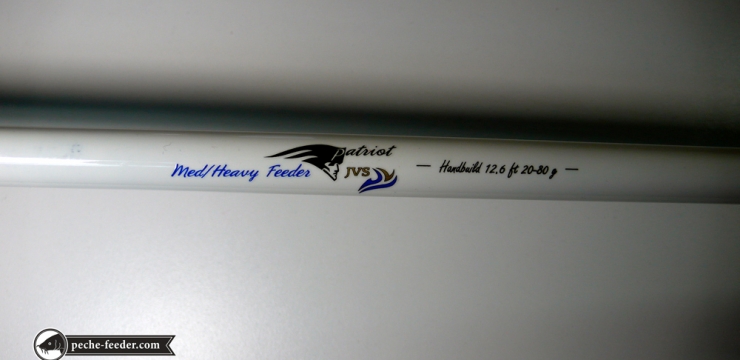 patriot
Med/Heavy Feeder JVS — Handbuild 12.6 ft 20-80 g —
peche-feeder.com